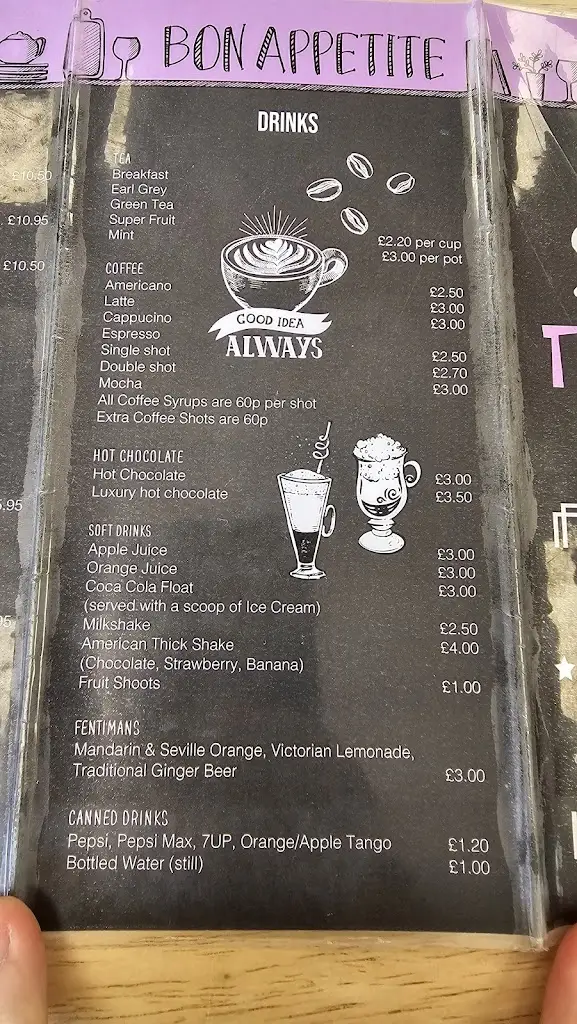 BON APPETITE
DRINKS
TEA
Breakfast
Earl Grey
Green Tea
Super Fruit
Mint
£2.20 per cup
£3.00 per pot
COFFEE
Americano £2.50
Latte £3.00
Cappucino £3.00
Espresso
Single shot £2.50
Double shot £2.70
Mocha £3.00
All Coffee Syrups are 60p per shot
Extra Coffee Shots are 60p
GOOD IDEA
ALWAYS
HOT CHOCOLATE
Hot Chocolate £3.00
Luxury hot chocolate £3.50
SOFT DRINKS
Apple Juice £3.00
Orange Juice £3.00
Coca Cola Float £3.00
(served with a scoop of Ice Cream)
Milkshake £2.50
American Thick Shake £4.00
(Chocolate, Strawberry, Banana)
Fruit Shoots £1.00
FENTIMANS
Mandarin & Seville Orange, Victorian Lemonade,
Traditional Ginger Beer £3.00
CANNED DRINKS
Pepsi, Pepsi Max, 7UP, Orange/Apple Tango £1.20
Bottled Water (still) £1.00
£10.50
£10.95
£10.50